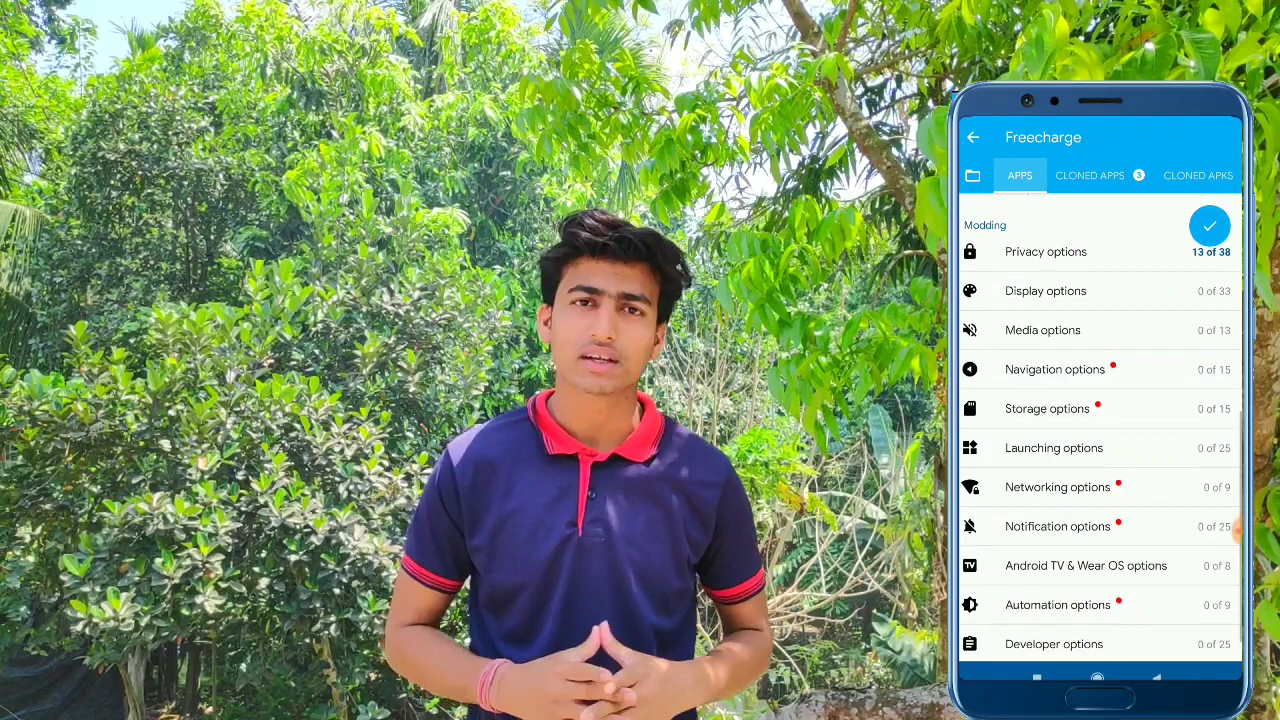 Freecharge
APPS CLONED APPS 3 CLONED APKS
Modding
Privacy options 13 of 38
Display options 0 of 33
Media options 0 of 13
Navigation options 0 of 15
Storage options 0 of 15
Launching options 0 of 25
Networking options 0 of 9
Notification options 0 of 25
TV Android TV & Wear OS options 0 of 8
Automation options 0 of 9
Developer options 0 of 25